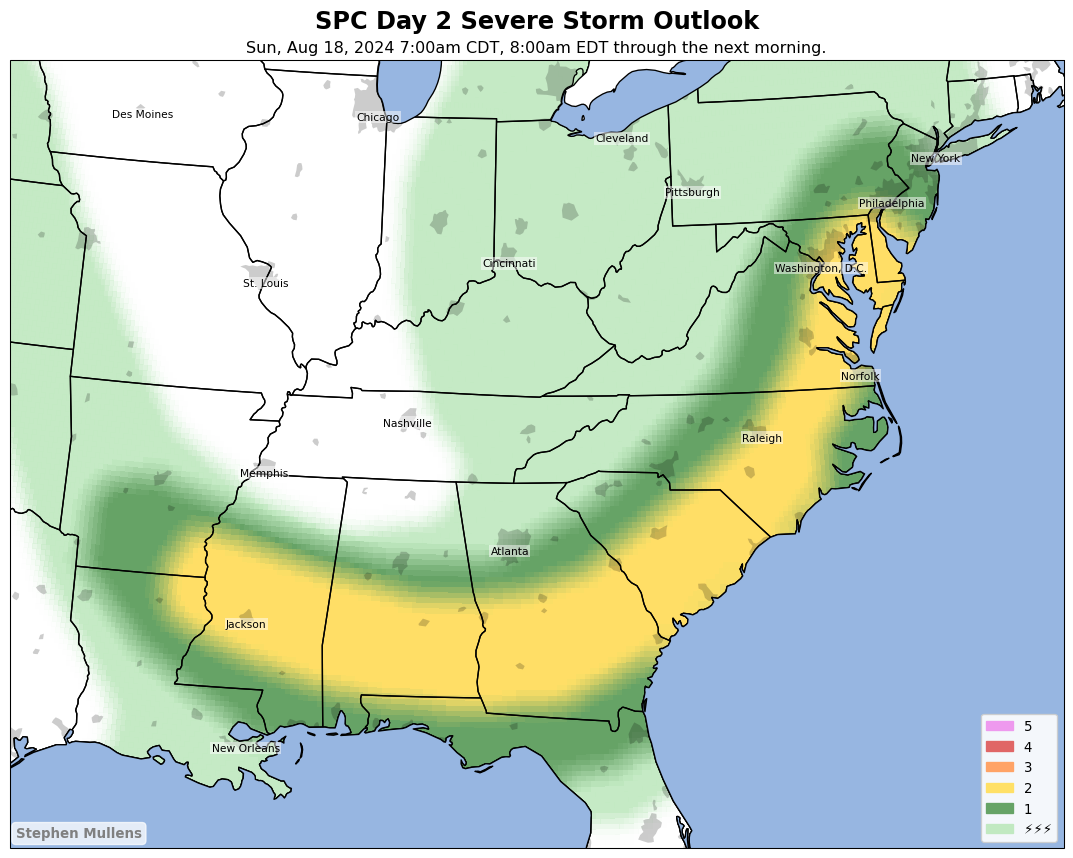 SPC Day 2 Severe Storm Outlook
Sun, Aug 18, 2024 7:00am CDT, 8:00am EDT through the next morning.
Des Moines
Chicago
Cleveland
New York
Pittsburgh
Philadelphia
Cincinnati
Washington, D.C.
St. Louis
Norfolk
Nashville
Raleigh
Memphis
Atlanta
Jackson
New Orleans
5
4
3
2
1
⚡⚡⚡
Stephen Mullens